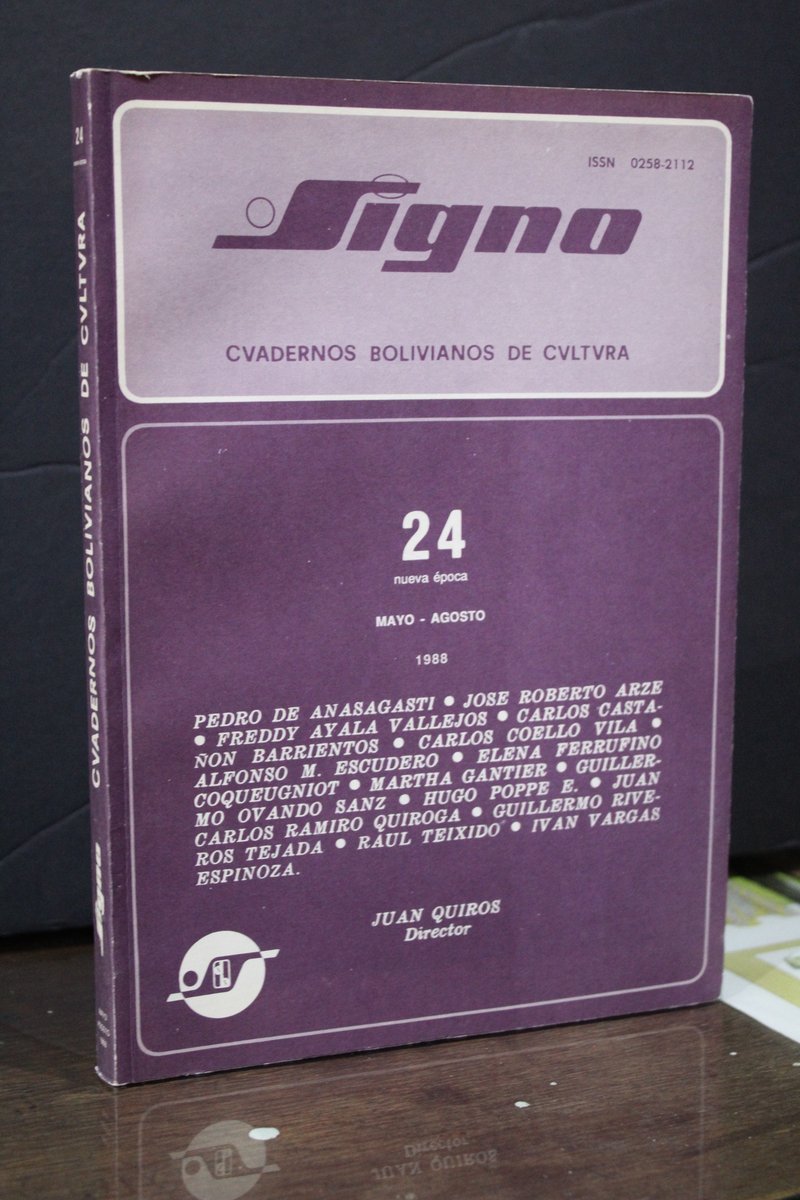 24
CVADERNOS BOLIVIANOS DE CVLTVRA
Signo
ISSN 0258-2112
Signo
CVADERNOS BOLIVIANOS DE CVLTVRA
24
nueva época
MAYO - AGOSTO
1988
PEDRO DE ANASAGASTI ● JOSE ROBERTO ARZE
● FREDDY AYALA VALLEJOS ● CARLOS CASTA-
ÑON BARRIENTOS ● CARLOS COELLO VILA ●
ALFONSO M. ESCUDERO ● ELENA FERRUFINO
COQUEUGNIOT ● MARTHA GANTIER ● GUILLER-
MO OVANDO SANZ ● HUGO POPPE E. ● JUAN
CARLOS RAMIRO QUIROGA ● GUILLERMO RIVE-
ROS TEJADA ● RAUL TEIXIDO ● IVAN VARGAS
ESPINOZA.
JUAN QUIROS
Director